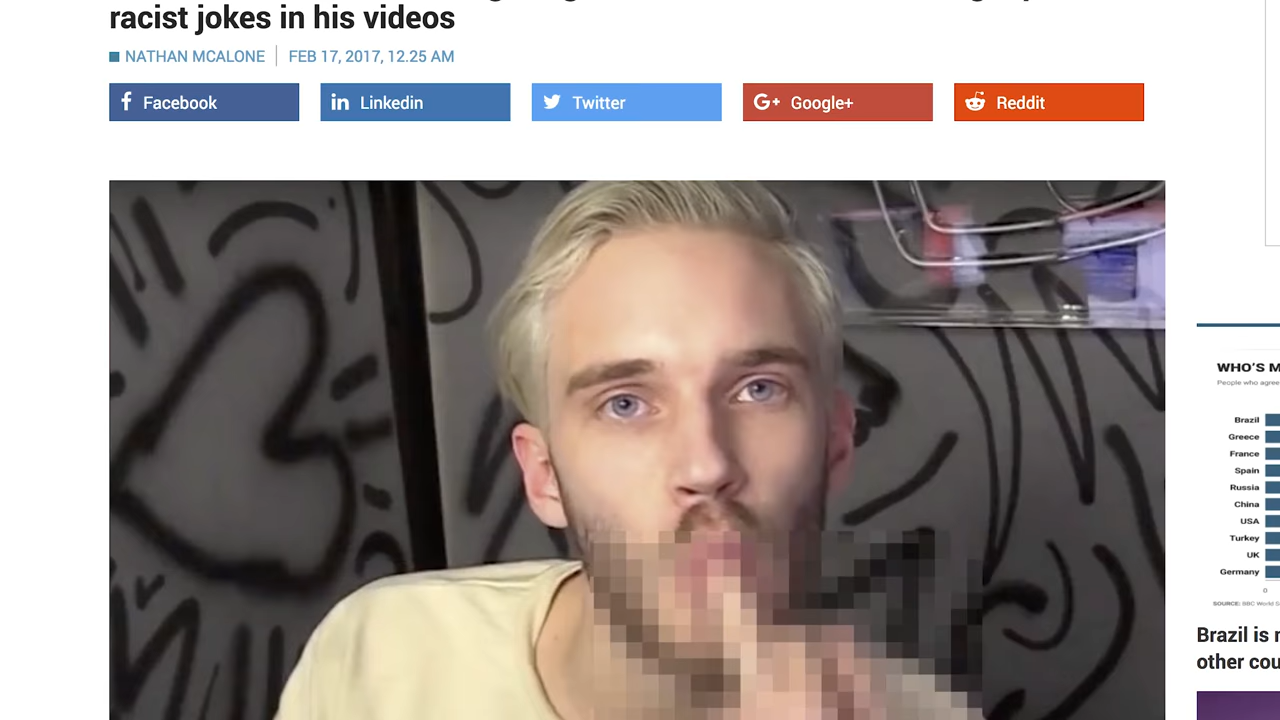 racist jokes in his videos
NATHAN MCALONE | FEB 17, 2017, 12.25 AM
Facebook
Linkedin
Twitter
Google+
Reddit
WHO'S M
People who agree
Brazil
Greece
France
Spain
Russia
China
USA
Turkey
UK
Germany
0
SOURCE: BBC World S
Brazil is r
other cou